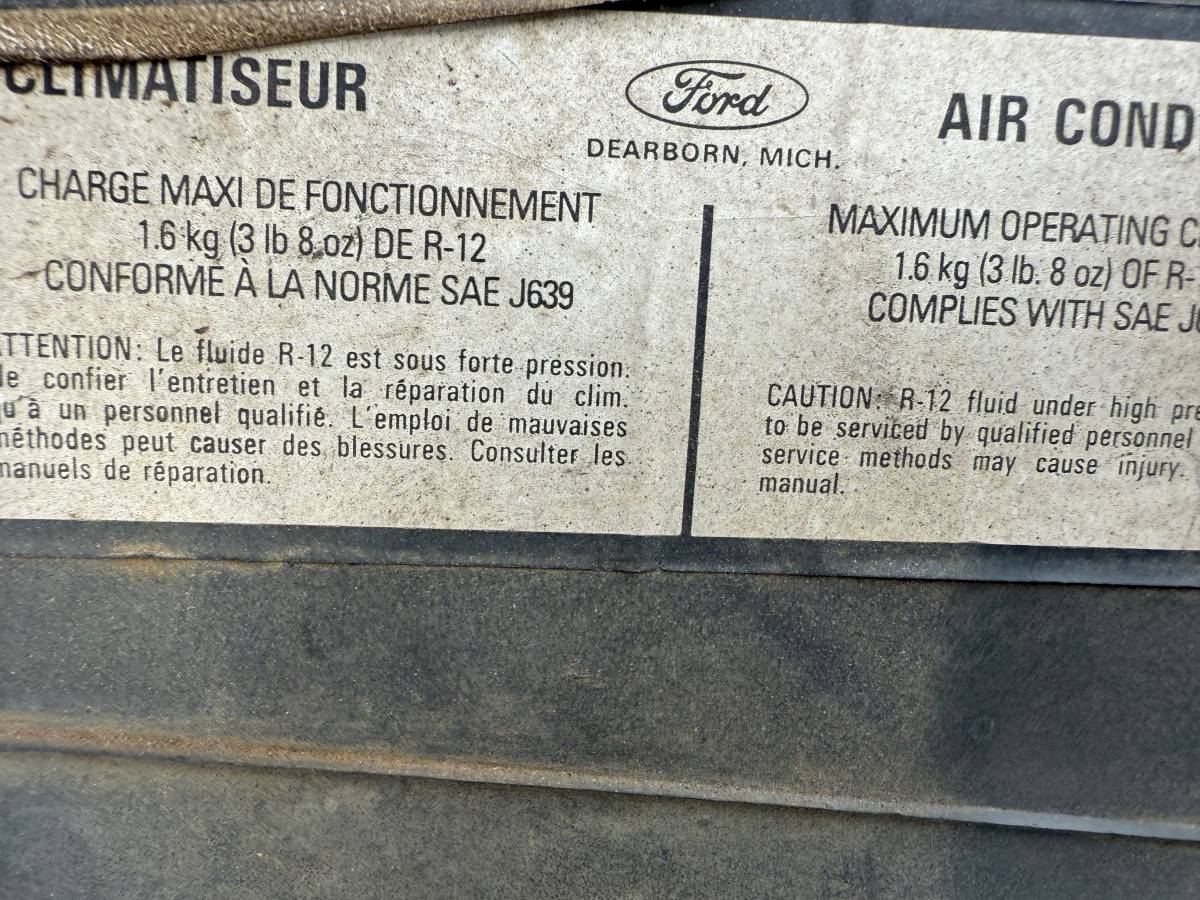 CLIMATISEUR
CHARGE MAXI DE FONCTIONNEMENT
1.6 kg (3 lb 8 oz) DE R-12
CONFORME À LA NORME SAE J639
ATTENTION: Le fluide R-12 est sous forte pression.
le confier l'entretien et la réparation du clim.
qu'à un personnel qualifié. L'emploi de mauvaises
méthodes peut causer des blessures. Consulter les
manuels de réparation.
Ford
DEARBORN, MICH.
AIR COND
MAXIMUM OPERATING C
1.6 kg (3 lb. 8 oz) OF R-
COMPLIES WITH SAE J
CAUTION: R-12 fluid under high pre
to be serviced by qualified personnel
service methods may cause injury.
manual.